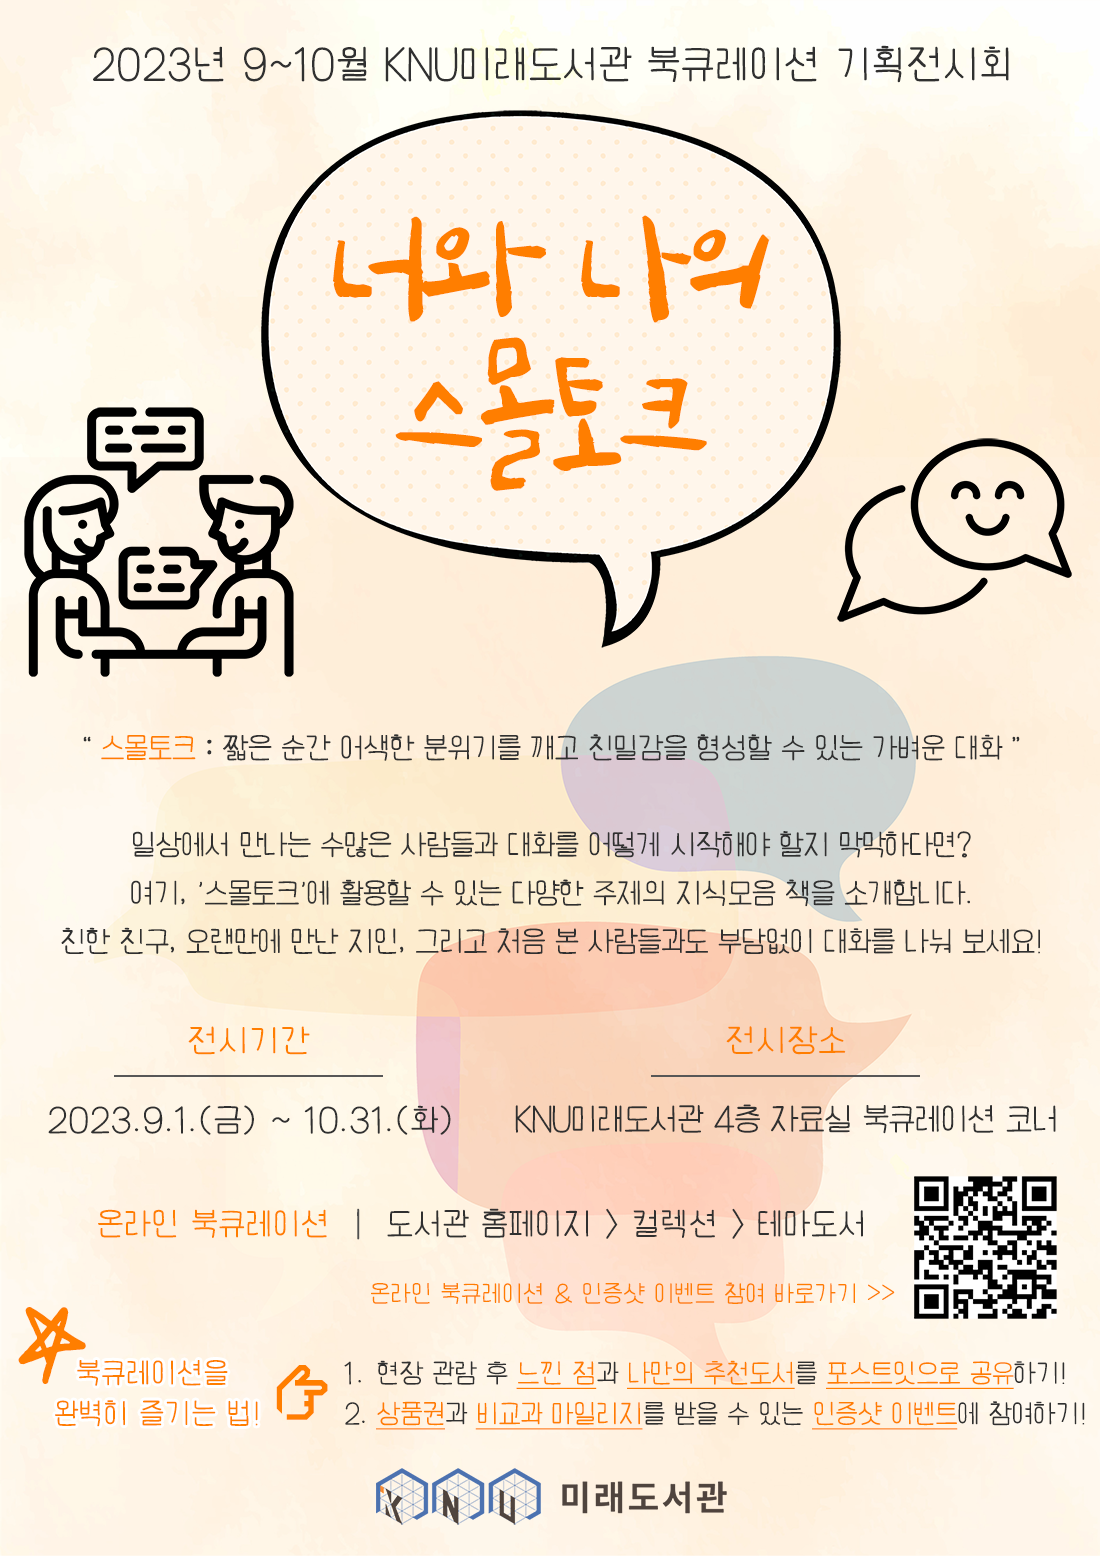 2023년 9~10월 KNU미래도서관 북큐레이션 기획전시회
너와 나의
스몰토크
“ 스몰토크 : 짧은 순간 어색한 분위기를 깨고 친밀감을 형성할 수 있는 가벼운 대화 ”
일상에서 만나는 수많은 사람들과 대화를 어떻게 시작해야 할지 막막하다면?
여기, '스몰토크'에 활용할 수 있는 다양한 주제의 지식모음 책을 소개합니다.
친한 친구, 오랜만에 만난 지인, 그리고 처음 본 사람들과도 부담없이 대화를 나눠 보세요!
전시기간
2023.9.1.(금) ~ 10.31.(화)
전시장소
KNU미래도서관 4층 자료실 북큐레이션 코너
온라인 북큐레이션 | 도서관 홈페이지 > 컬렉션 > 테마도서
온라인 북큐레이션 & 인증샷 이벤트 참여 바로가기 >>
북큐레이션을
완벽히 즐기는 법!
1. 현장 관람 후 느낀 점과 나만의 추천도서를 포스트잇으로 공유하기!
2. 상품권과 비교과 마일리지를 받을 수 있는 인증샷 이벤트에 참여하기!
KNU 미래도서관